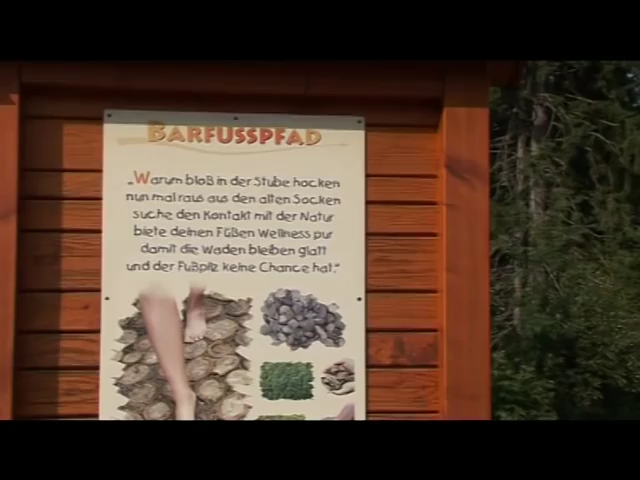 BARFUSSPFAD
„Warum bloß in der Stube hocken
nun mal raus aus den alten Socken
suche den Kontakt mit der Natur
biete deinen Füßen Wellness pur
damit die Waden bleiben glatt
und der Fußpilz keine Chance hat.“